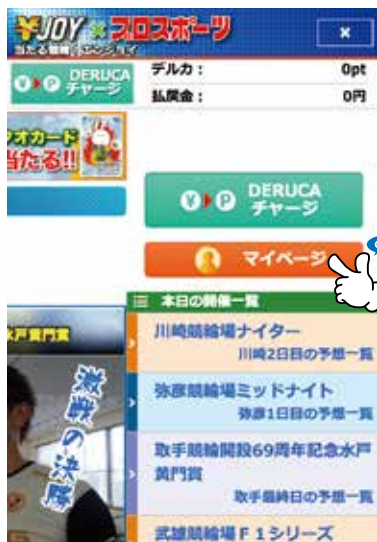 ¥JOY × プロスポーツ
当たる競輪、エンジョイ
×
DERUCA
チャージ
デルカ： 0pt
払戻金： 0円
クオカード
当たる!!
DERUCA
チャージ
マイページ
本日の開催一覧
水戸黄門賞
激戦の決勝
川崎競輪場ナイター
川崎2日目の予想一覧
弥彦競輪場ミッドナイト
弥彦1日目の予想一覧
取手競輪開設69周年記念水戸
黄門賞
取手最終日の予想一覧
武雄競輪場F1シリーズ